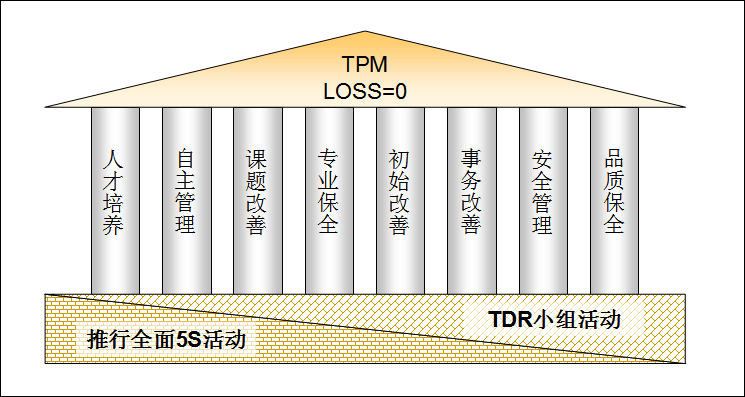 TPM
LOSS=0
人才培养
自主管理
课题改善
专业保全
初始改善
事务改善
安全管理
品质保全
TDR小组活动
推行全面5S活动